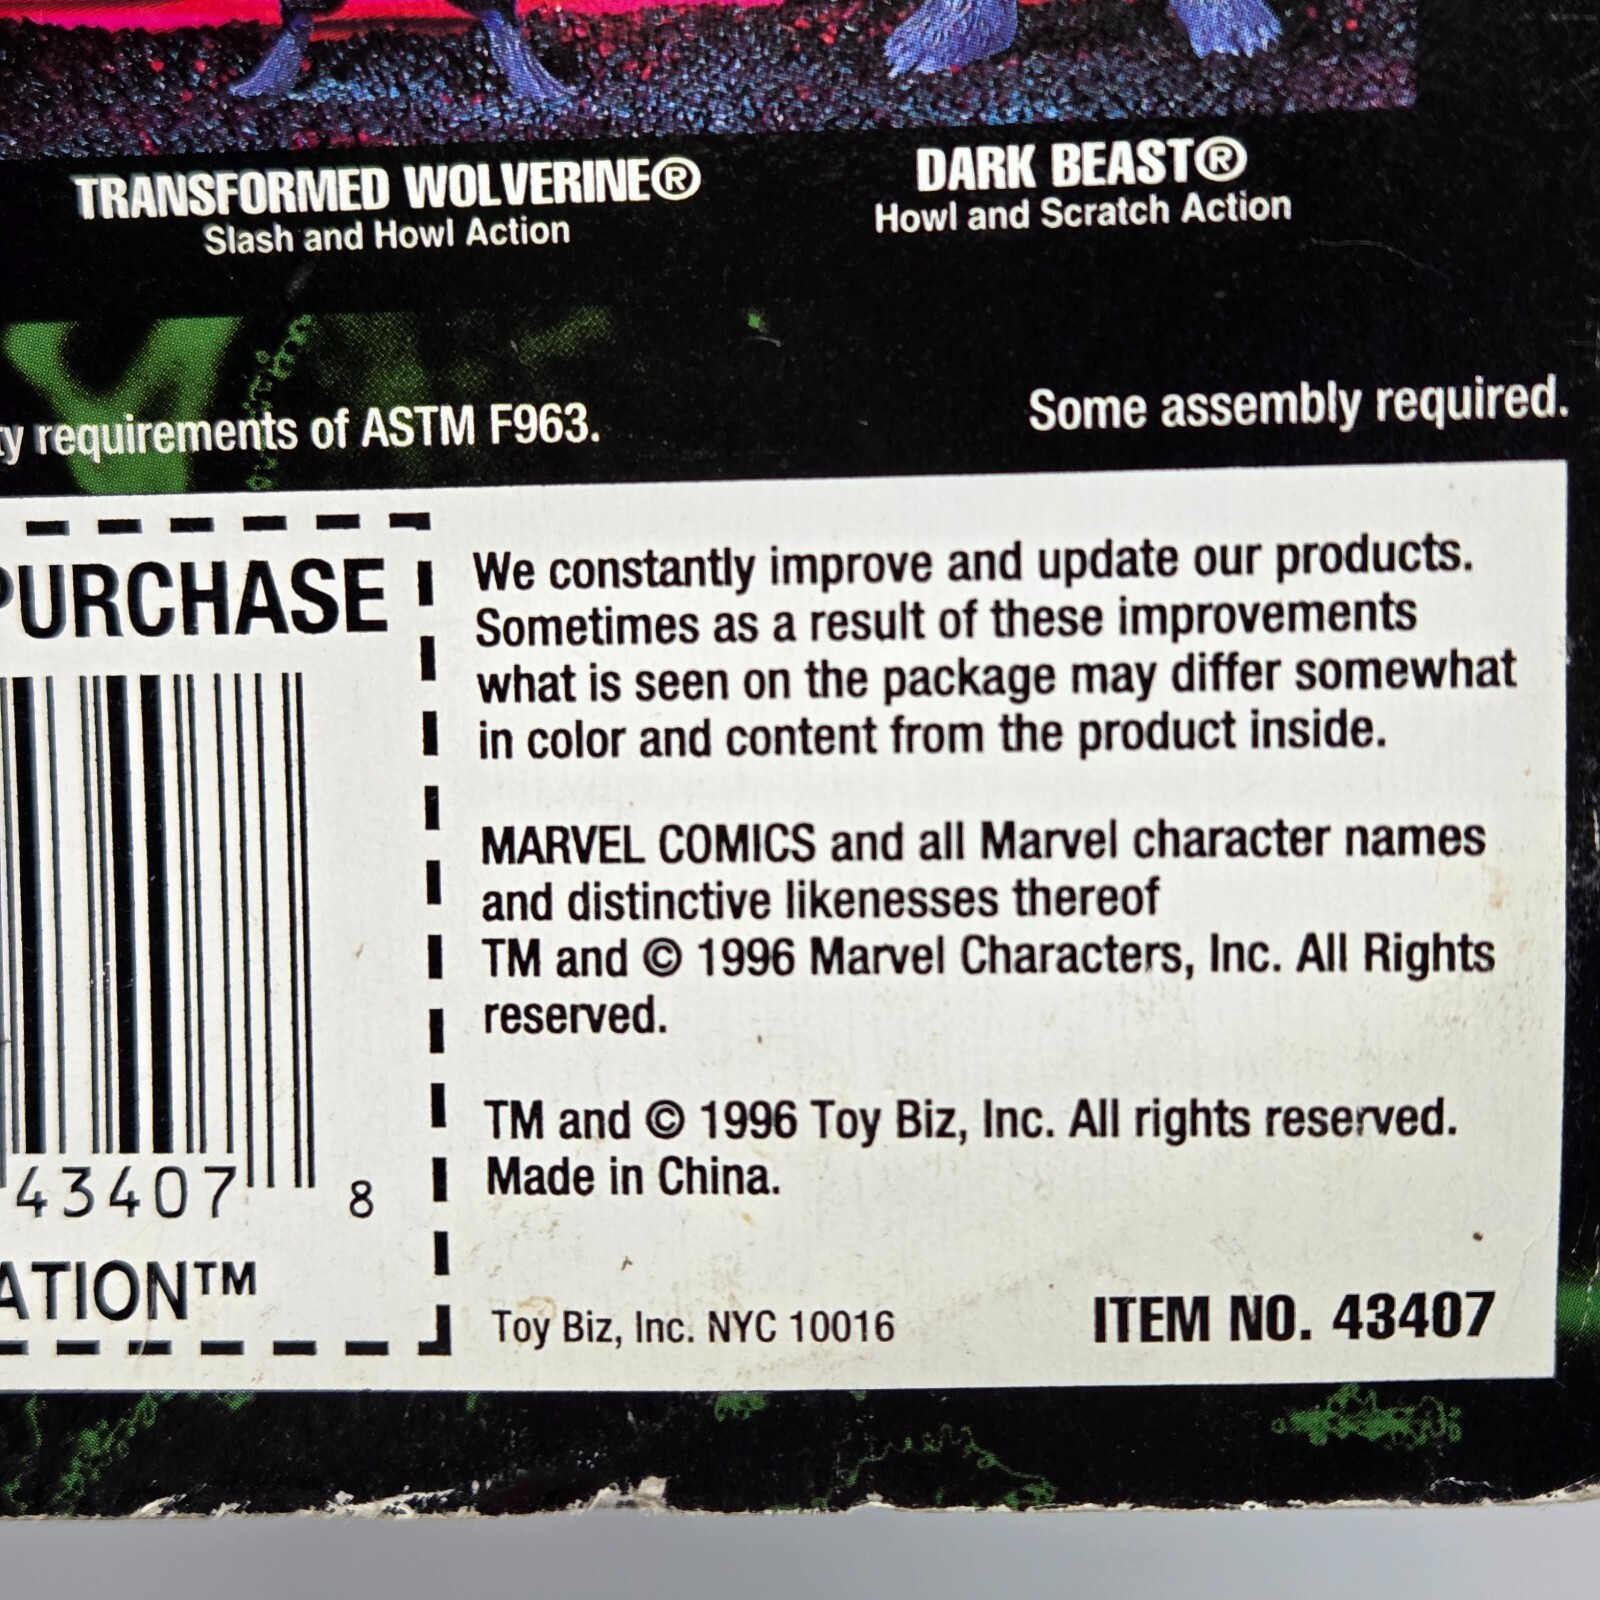 TRANSFORMED WOLVERINE®
Slash and Howl Action
DARK BEAST®
Howl and Scratch Action
requirements of ASTM F963.
Some assembly required.
PURCHASE
43407 8
We constantly improve and update our products.
Sometimes as a result of these improvements
what is seen on the package may differ somewhat
in color and content from the product inside.
MARVEL COMICS and all Marvel character names
and distinctive likenesses thereof
TM and © 1996 Marvel Characters, Inc. All Rights
reserved.
TM and © 1996 Toy Biz, Inc. All rights reserved.
Made in China.
Toy Biz, Inc. NYC 10016
ITEM NO. 43407